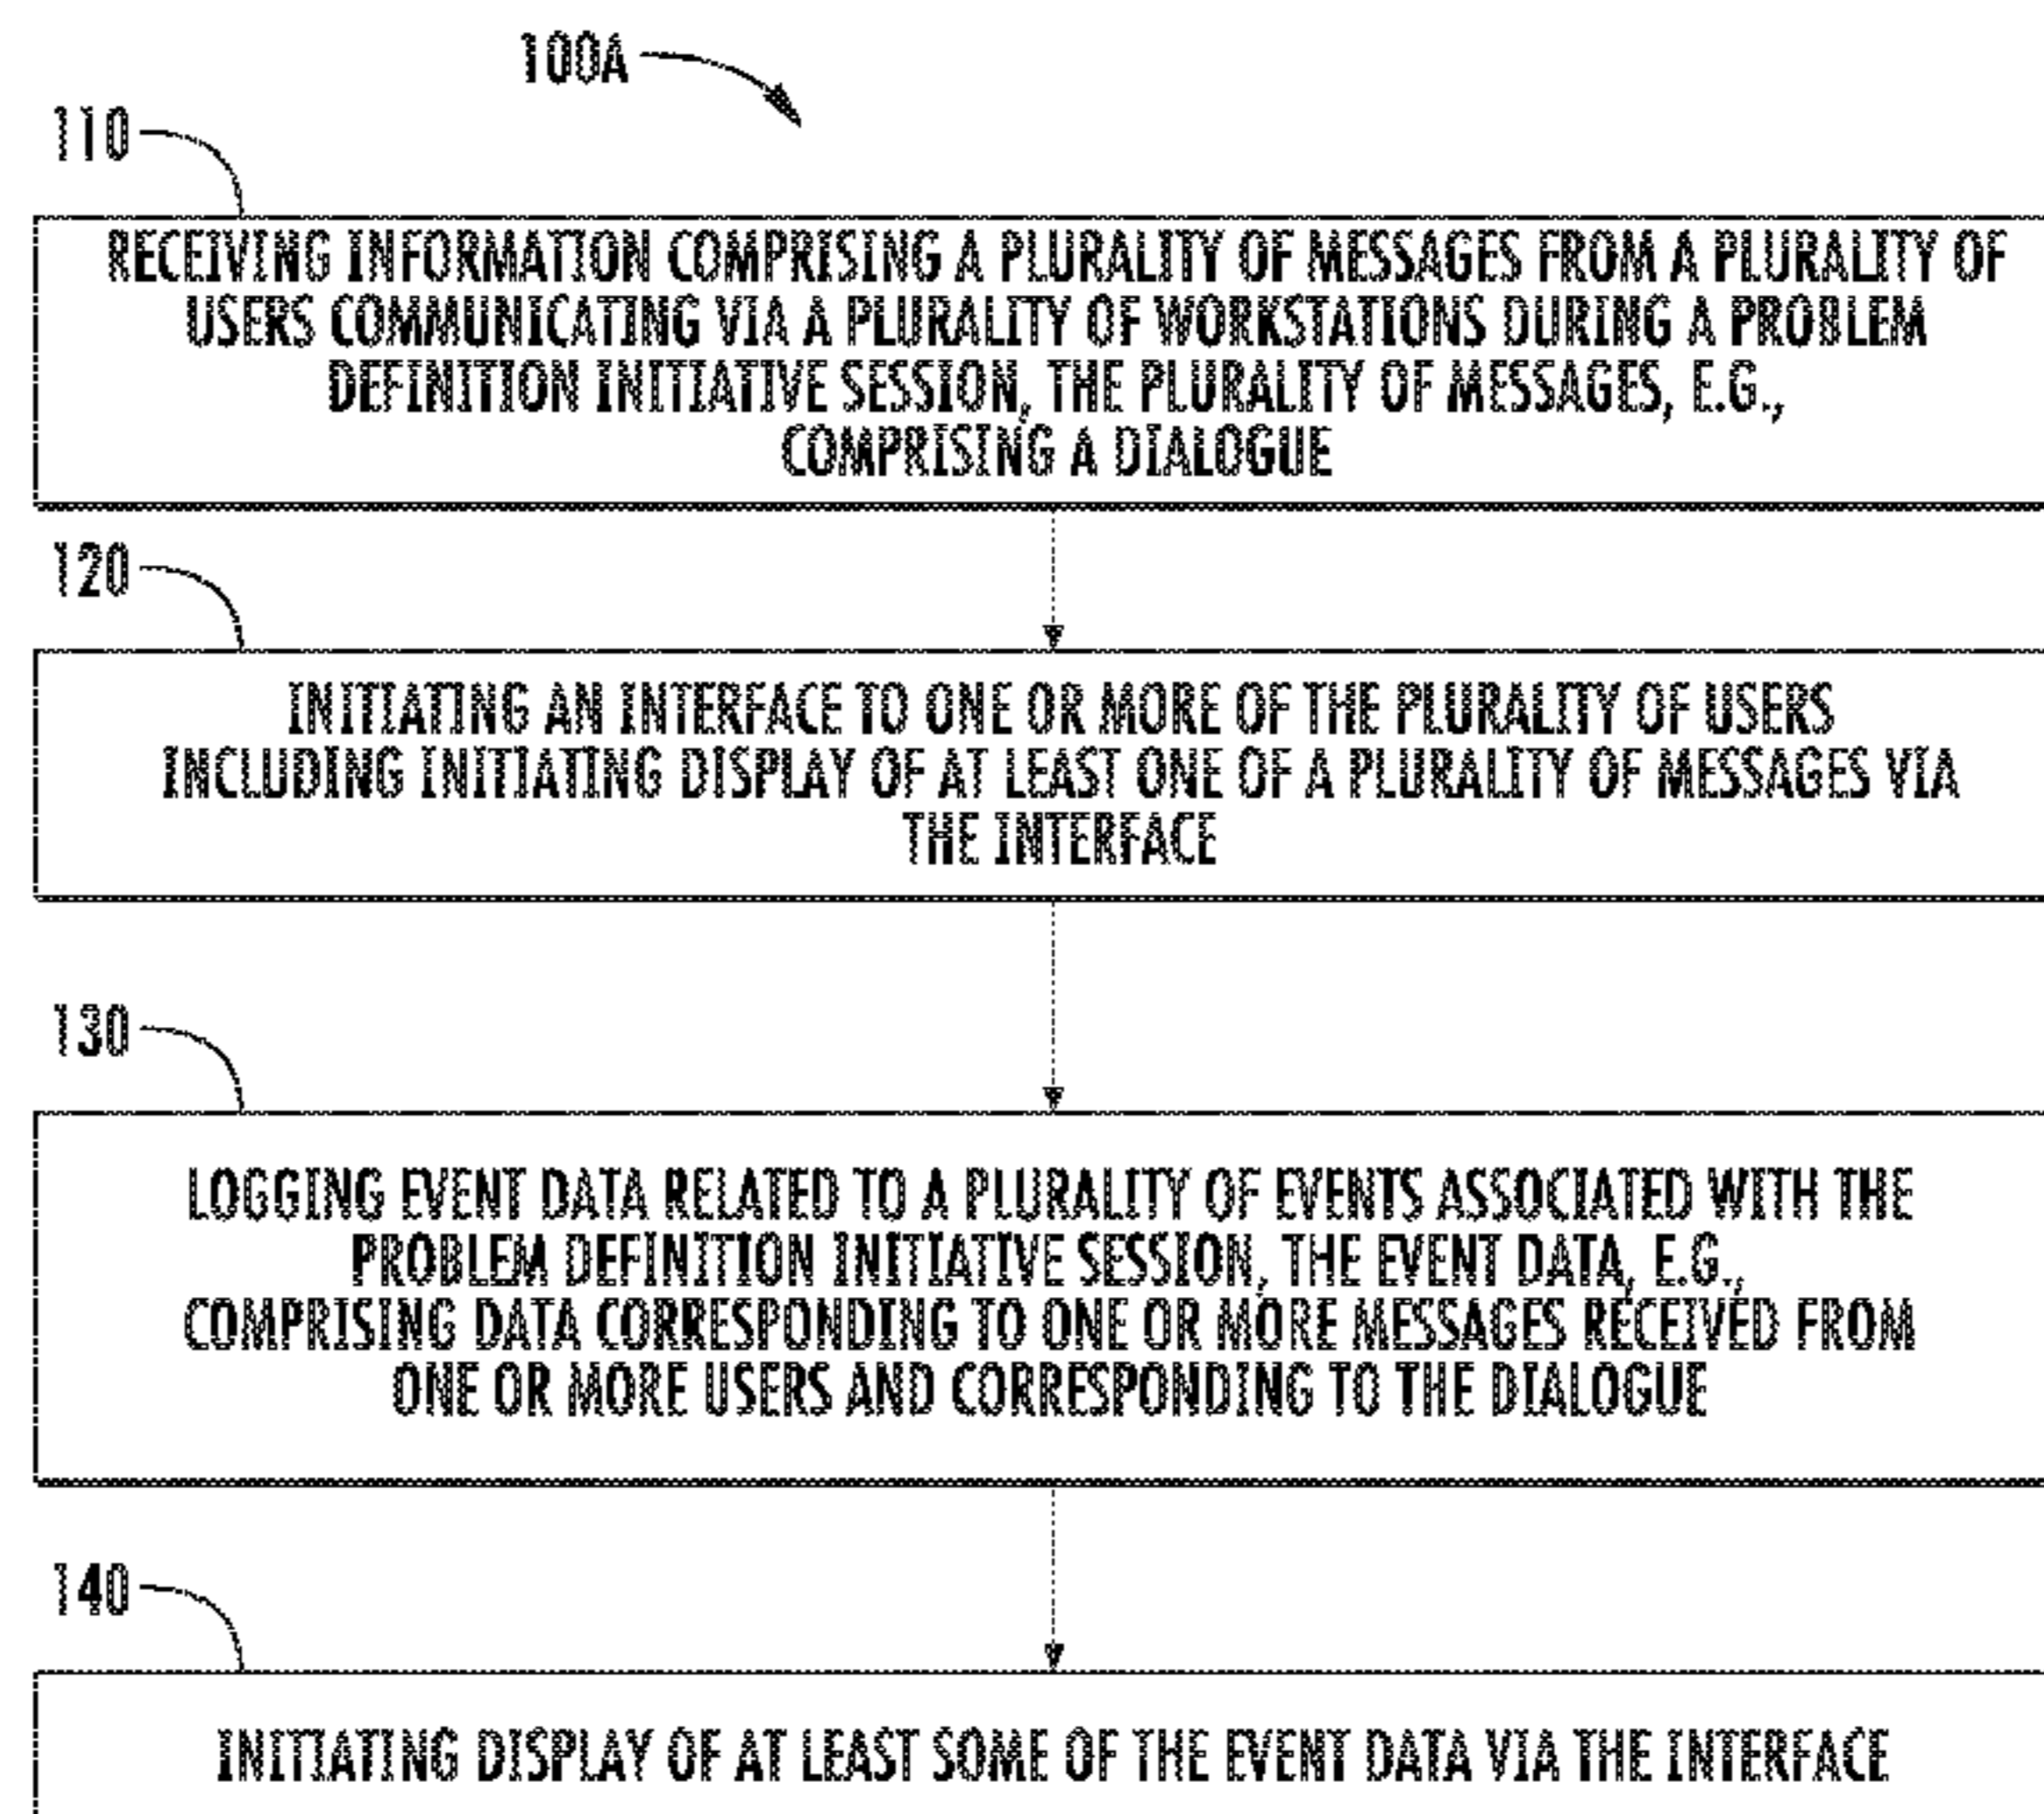 100A
110
RECEIVING INFORMATION COMPRISING A PLURALITY OF MESSAGES FROM A PLURALITY OF
USERS COMMUNICATING VIA A PLURALITY OF WORKSTATIONS DURING A PROBLEM
DEFINITION INITIATIVE SESSION, THE PLURALITY OF MESSAGES, E.G.,
COMPRISING A DIALOGUE
120
INITIATING AN INTERFACE TO ONE OR MORE OF THE PLURALITY OF USERS
INCLUDING INITIATING DISPLAY OF AT LEAST ONE OF A PLURALITY OF MESSAGES VIA
THE INTERFACE
130
LOGGING EVENT DATA RELATED TO A PLURALITY OF EVENTS ASSOCIATED WITH THE
PROBLEM DEFINITION INITIATIVE SESSION, THE EVENT DATA, E.G.,
COMPRISING DATA CORRESPONDING TO ONE OR MORE MESSAGES RECEIVED FROM
ONE OR MORE USERS AND CORRESPONDING TO THE DIALOGUE
140
INITIATING DISPLAY OF AT LEAST SOME OF THE EVENT DATA VIA THE INTERFACE